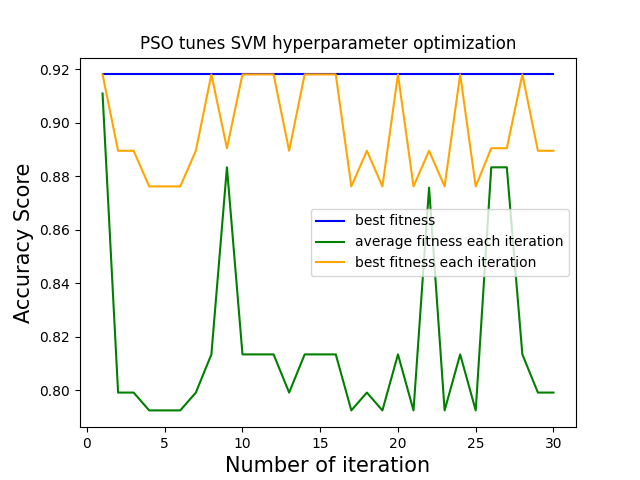 PSO tunes SVM hyperparameter optimization
0.92
0.90
0.88
0.86
0.84
0.82
0.80
Accuracy Score
best fitness
average fitness each iteration
best fitness each iteration
0 5 10 15 20 25 30
Number of iteration